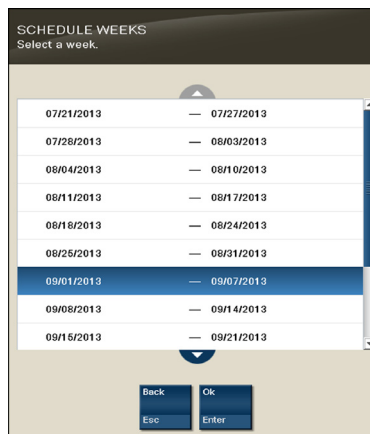 SCHEDULE WEEKS
Select a week.
07/21/2013 — 07/27/2013
07/28/2013 — 08/03/2013
08/04/2013 — 08/10/2013
08/11/2013 — 08/17/2013
08/18/2013 — 08/24/2013
08/25/2013 — 08/31/2013
09/01/2013 — 09/07/2013
09/08/2013 — 09/14/2013
09/15/2013 — 09/21/2013
Back Ok
Esc Enter